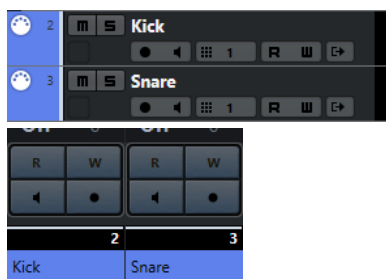 2 m S Kick
1 R W
3 m S Snare
1 R W
R W R W
2 3
Kick Snare